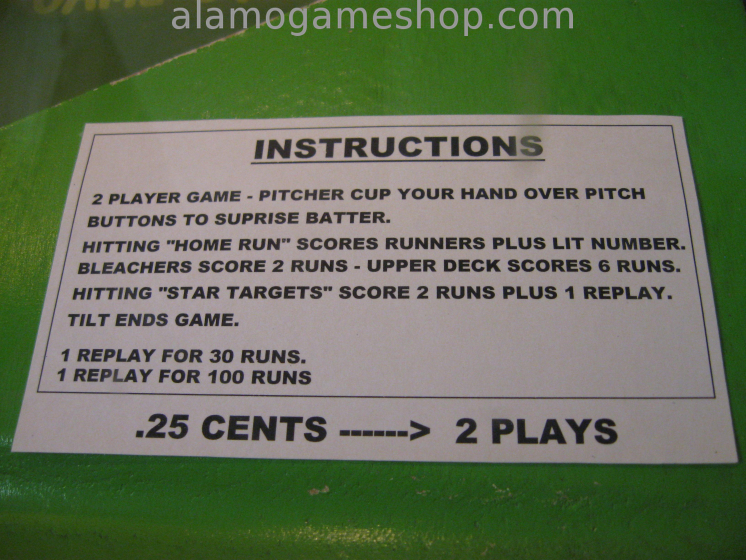 alamogameshop.com
GAME
INSTRUCTIONS
2 PLAYER GAME - PITCHER CUP YOUR HAND OVER PITCH
BUTTONS TO SUPRISE BATTER.
HITTING "HOME RUN" SCORES RUNNERS PLUS LIT NUMBER.
BLEACHERS SCORE 2 RUNS - UPPER DECK SCORES 6 RUNS.
HITTING "STAR TARGETS" SCORE 2 RUNS PLUS 1 REPLAY.
TILT ENDS GAME.
1 REPLAY FOR 30 RUNS.
1 REPLAY FOR 100 RUNS
.25 CENTS ------> 2 PLAYS